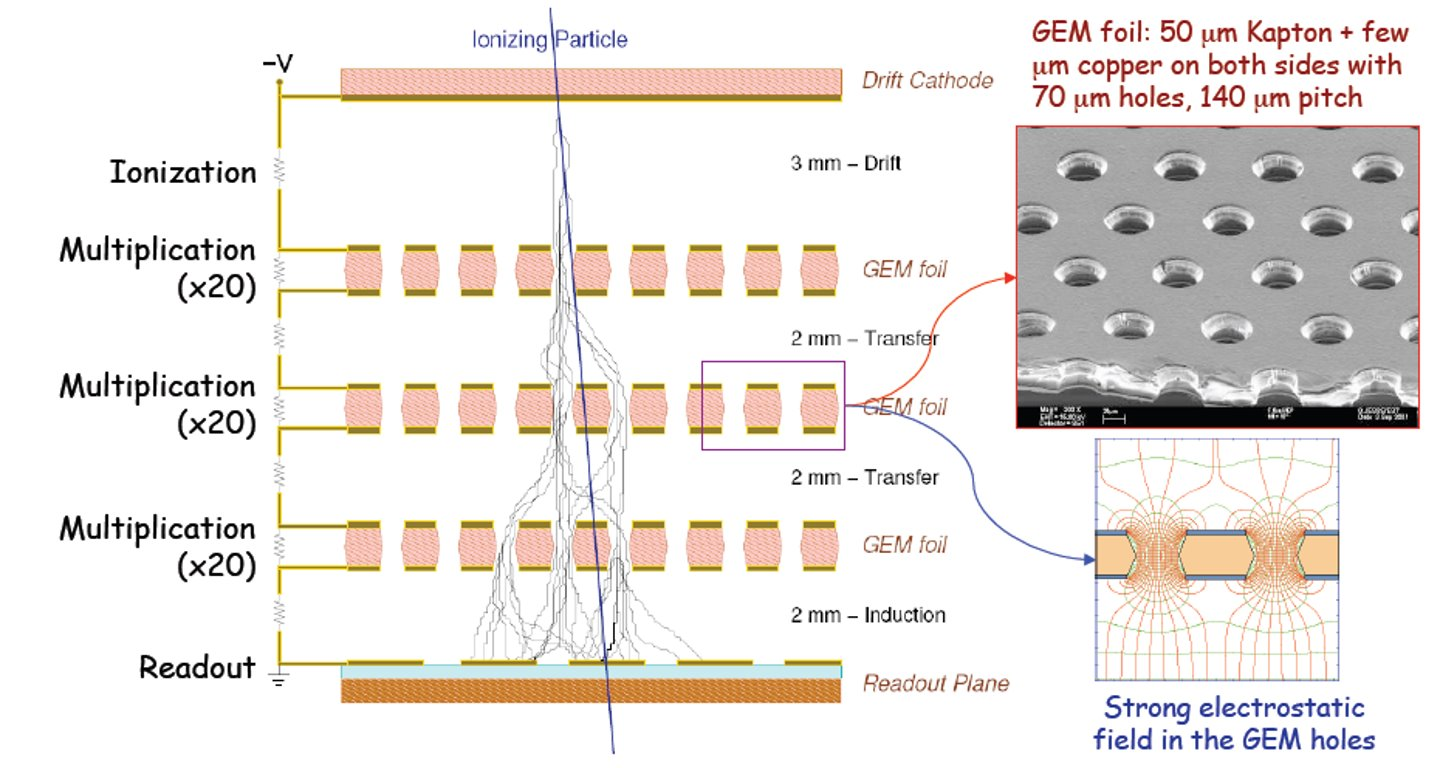 Ionizing Particle
–V
Drift Cathode
3 mm – Drift
Ionization
Multiplication
(x20)
GEM foil
2 mm – Transfer
Multiplication
(x20)
GEM foil
2 mm – Transfer
Multiplication
(x20)
GEM foil
2 mm – Induction
Readout
Readout Plane
GEM foil: 50 μm Kapton + few
μm copper on both sides with
70 μm holes, 140 μm pitch
Strong electrostatic
field in the GEM holes